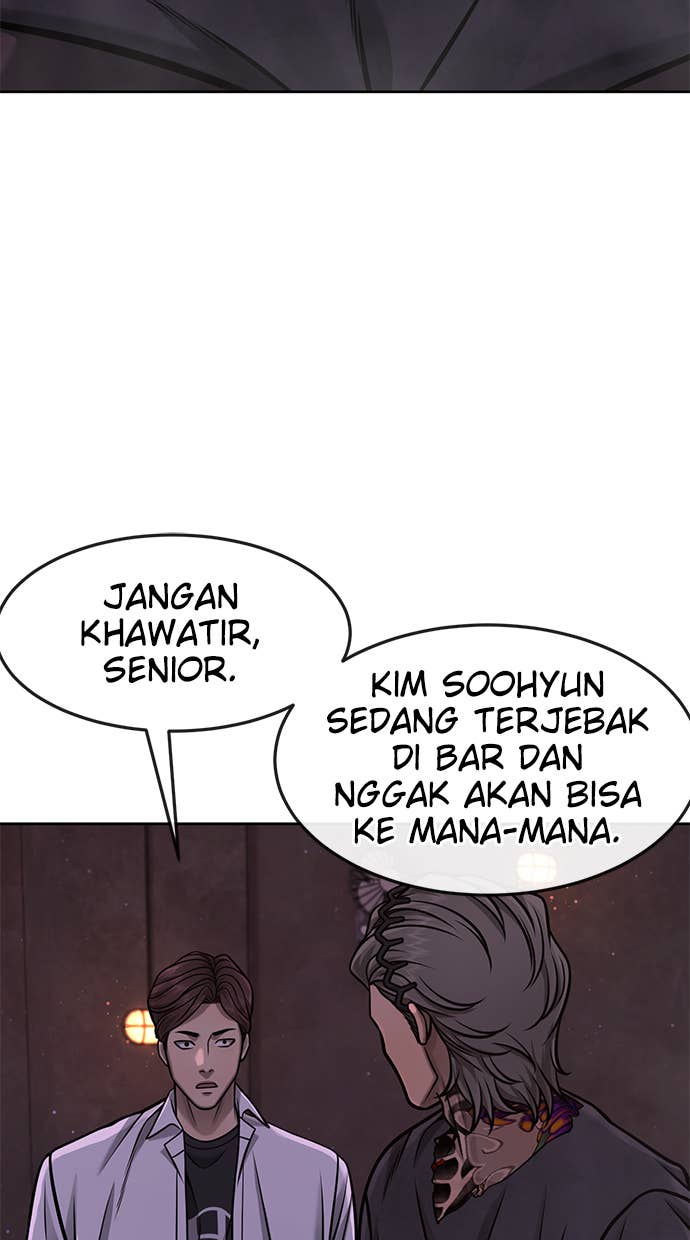 JANGAN
KHAWATIR,
SENIOR.
KIM SOOHYUN
SEDANG TERJEBAK
DI BAR DAN
NGGAK AKAN BISA
KE MANA-MANA.